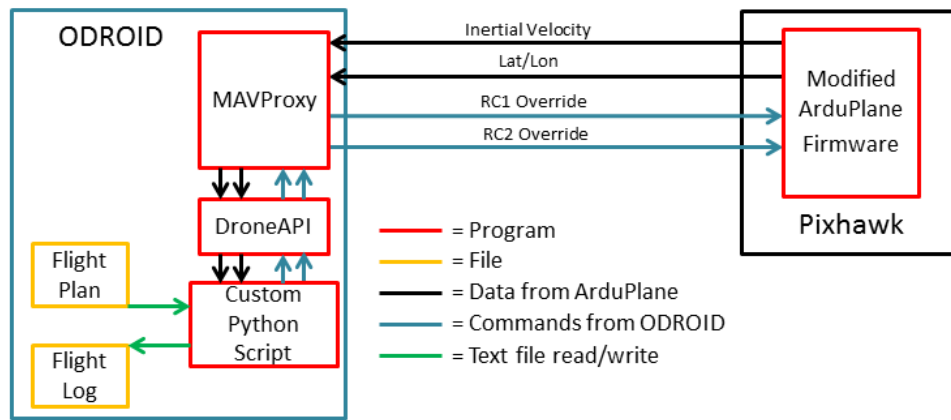 ODROID
MAVProxy
DroneAPI
Flight
Plan
Custom
Python
Script
Flight
Log
Inertial Velocity
Lat/Lon
RC1 Override
RC2 Override
Modified
ArduPlane
Firmware
Pixhawk
= Program
= File
= Data from ArduPlane
= Commands from ODROID
= Text file read/write